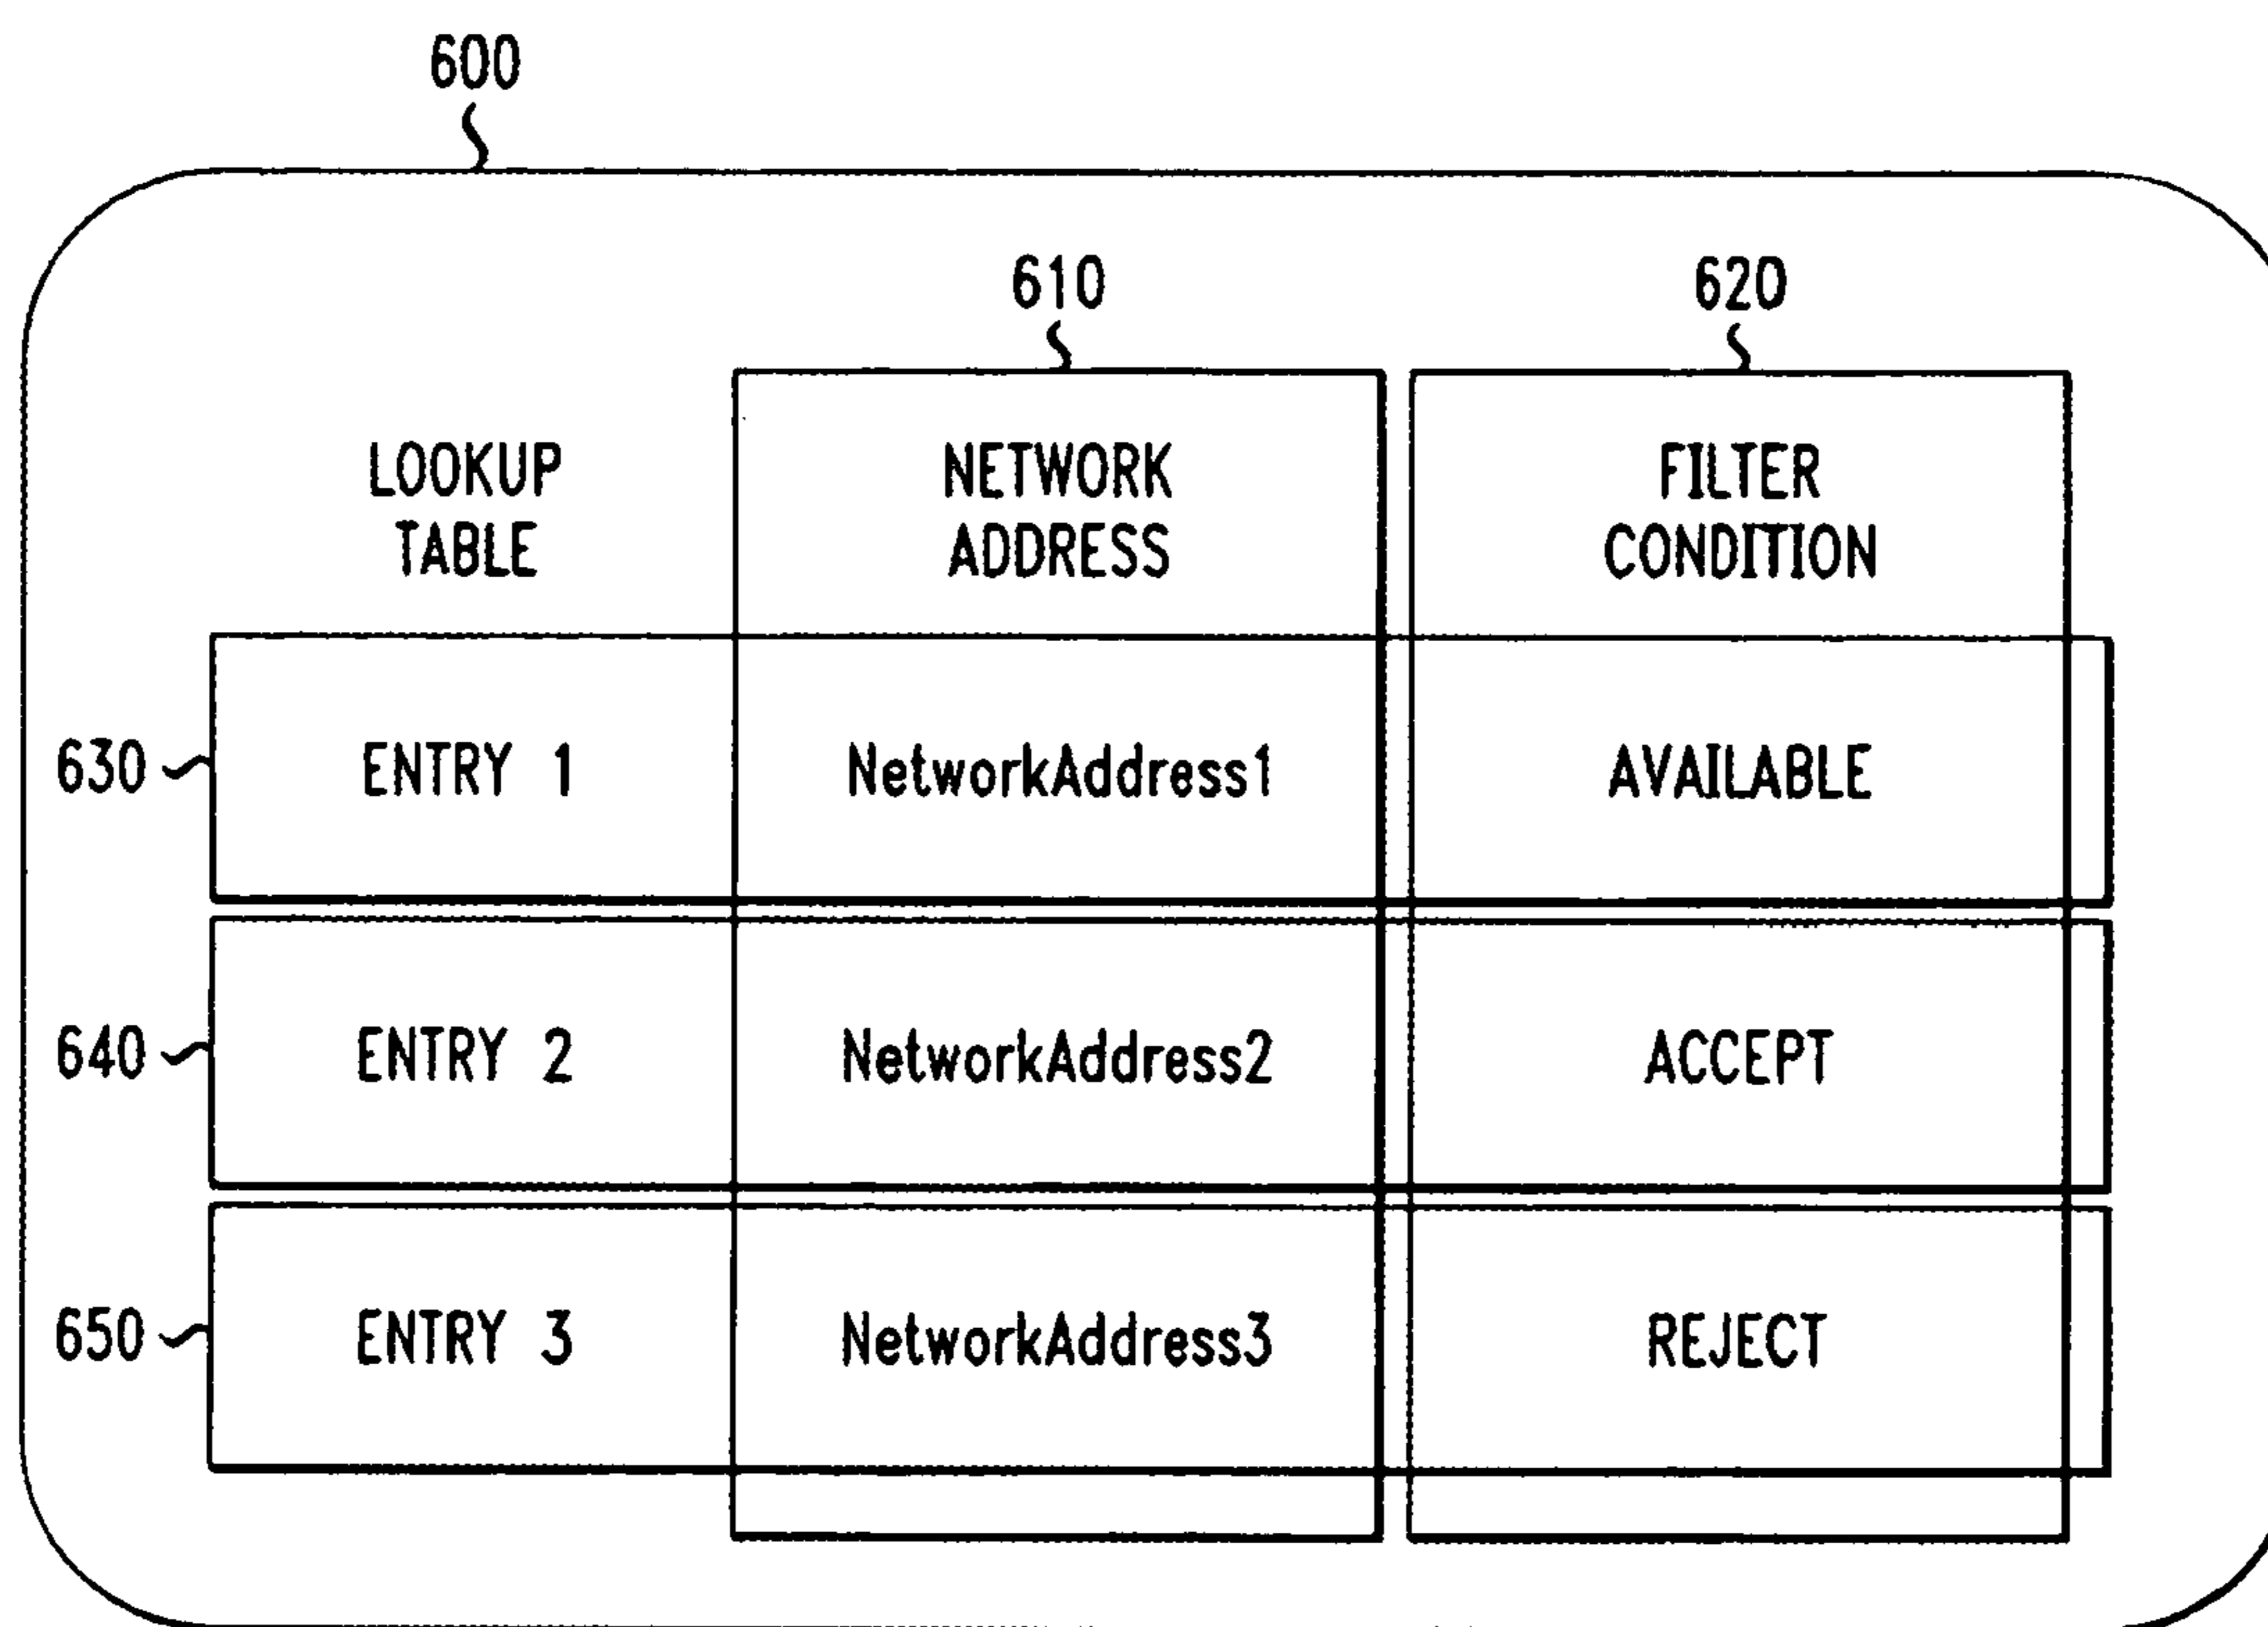 600
610
620
LOOKUP
TABLE
NETWORK
ADDRESS
FILTER
CONDITION
630
ENTRY 1
NetworkAddress1
AVAILABLE
640
ENTRY 2
NetworkAddress2
ACCEPT
650
ENTRY 3
NetworkAddress3
REJECT